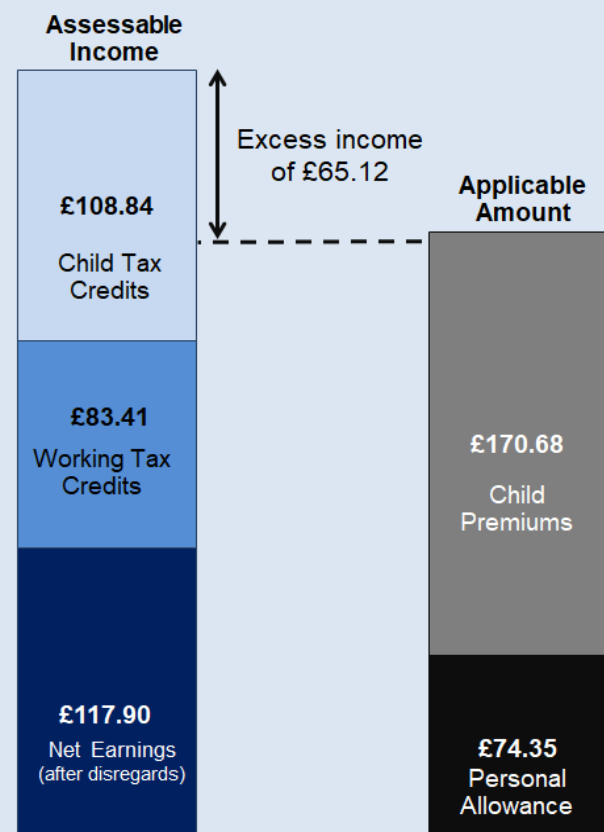 Assessable
Income
£108.84
Child Tax
Credits
£83.41
Working Tax
Credits
£117.90
Net Earnings
(after disregards)
Excess income
of £65.12
Applicable
Amount
£170.68
Child
Premiums
£74.35
Personal
Allowance